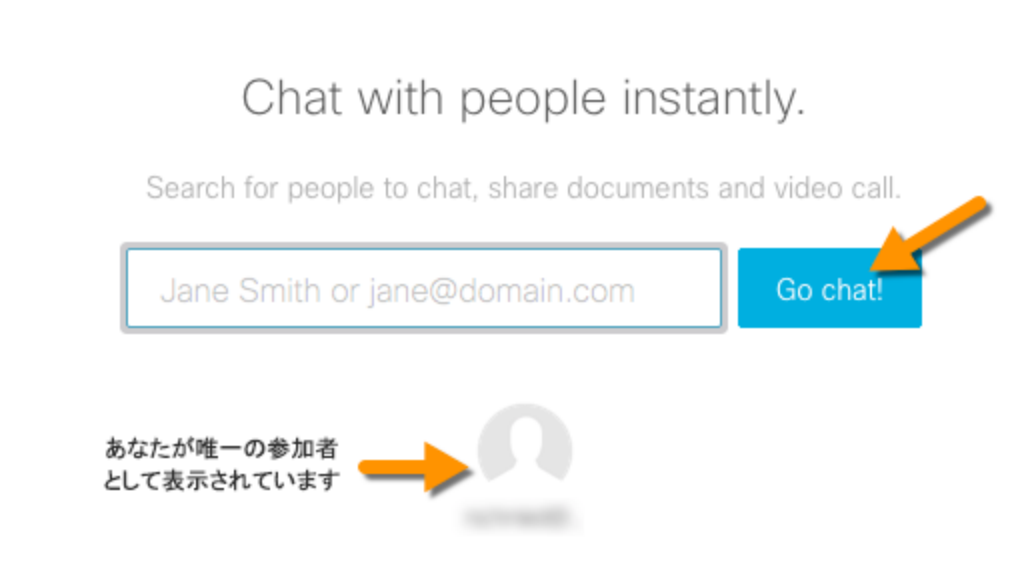 Chat with people instantly.
Search for people to chat, share documents and video call.
Jane Smith or jane@domain.com
Go chat!
あなたが唯一の参加者
として表示されています